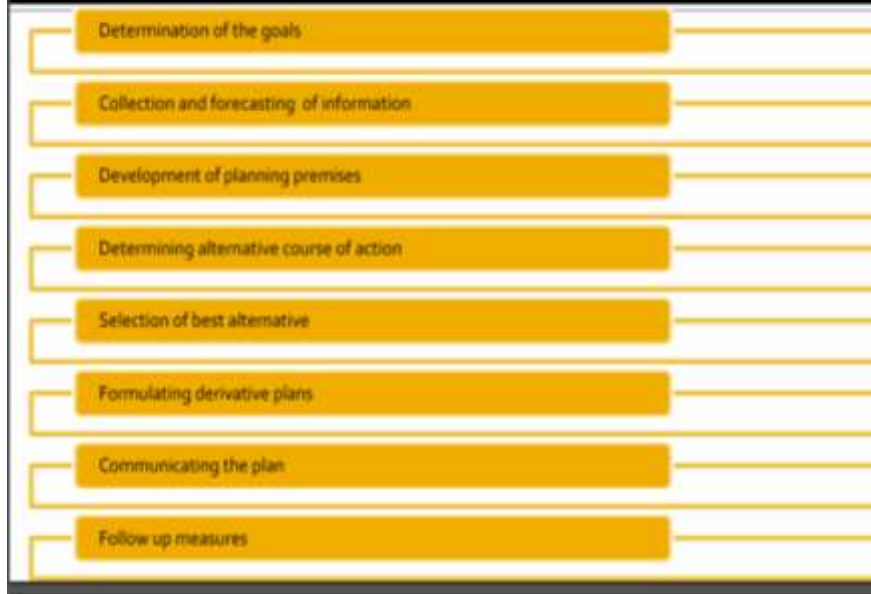 Determination of the goals
Collection and forecasting of information
Development of planning premises
Determining alternative course of action
Selection of best alternative
Formulating derivative plans
Communicating the plan
Follow up measures